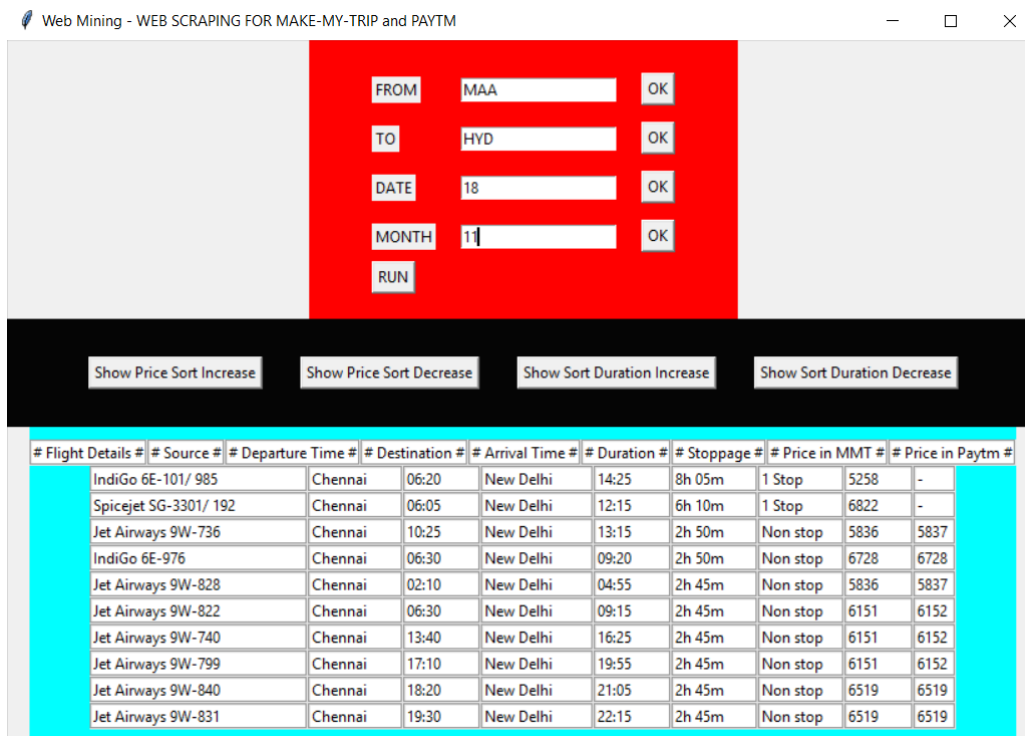 Web Mining - WEB SCRAPING FOR MAKE-MY-TRIP and PAYTM
FROM MAA OK
TO HYD OK
DATE 18 OK
MONTH 11 OK
RUN
Show Price Sort Increase Show Price Sort Decrease Show Sort Duration Increase Show Sort Duration Decrease
# Flight Details # # Source # # Departure Time # # Destination # # Arrival Time # # Duration # # Stoppage # # Price in MMT # # Price in Paytm #
IndiGo 6E-101/ 985 Chennai 06:20 New Delhi 14:25 8h 05m 1 Stop 5258 -
Spicejet SG-3301/ 192 Chennai 06:05 New Delhi 12:15 6h 10m 1 Stop 6822 -
Jet Airways 9W-736 Chennai 10:25 New Delhi 13:15 2h 50m Non stop 5836 5837
IndiGo 6E-976 Chennai 06:30 New Delhi 09:20 2h 50m Non stop 6728 6728
Jet Airways 9W-828 Chennai 02:10 New Delhi 04:55 2h 45m Non stop 5836 5837
Jet Airways 9W-822 Chennai 06:30 New Delhi 09:15 2h 45m Non stop 6151 6152
Jet Airways 9W-740 Chennai 13:40 New Delhi 16:25 2h 45m Non stop 6151 6152
Jet Airways 9W-799 Chennai 17:10 New Delhi 19:55 2h 45m Non stop 6151 6152
Jet Airways 9W-840 Chennai 18:20 New Delhi 21:05 2h 45m Non stop 6519 6519
Jet Airways 9W-831 Chennai 19:30 New Delhi 22:15 2h 45m Non stop 6519 6519